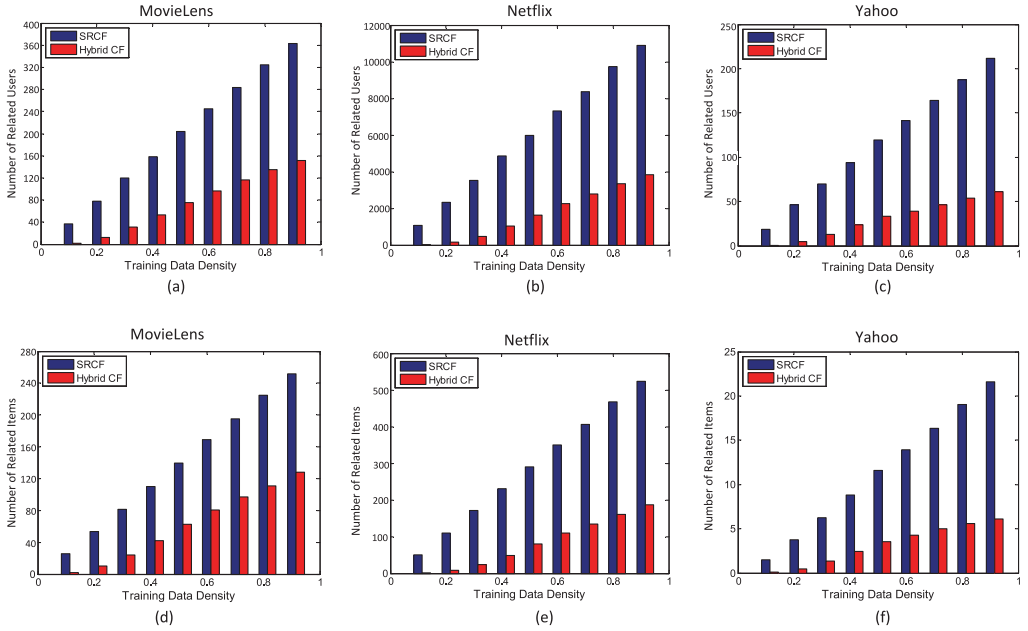 MovieLens
400
360
320
280
240
200
160
120
80
40
0
Number of Related Users
SRCF
Hybrid CF
0
0.2
0.4
0.6
0.8
1
Training Data Density
(a)
Netflix
12000
10000
8000
6000
4000
2000
0
Number of Related Users
SRCF
Hybrid CF
0
0.2
0.4
0.6
0.8
1
Training Data Density
(b)
Yahoo
250
200
150
100
50
0
Number of Related Users
SRCF
Hybrid CF
0
0.2
0.4
0.6
0.8
1
Training Data Density
(c)
MovieLens
280
240
200
160
120
80
40
0
Number of Related Items
SRCF
Hybrid CF
0
0.2
0.4
0.6
0.8
1
Training Data Density
(d)
Netflix
600
500
400
300
200
100
0
Number of Related Items
SRCF
Hybrid CF
0
0.2
0.4
0.6
0.8
1
Training Data Density
(e)
Yahoo
25
20
15
10
5
0
Number of Related Items
SRCF
Hybrid CF
0
0.2
0.4
0.6
0.8
1
Training Data Density
(f)